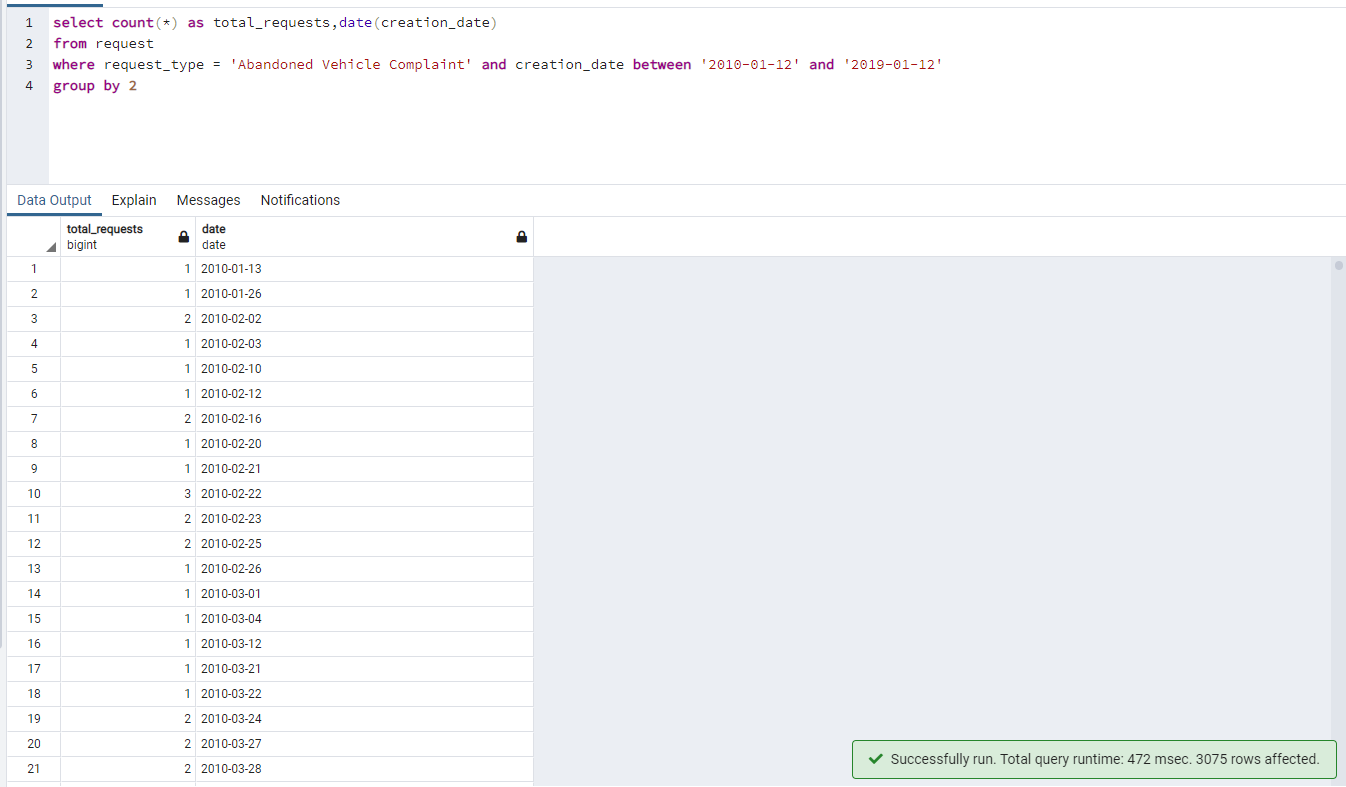 1 select count(*) as total_requests,date(creation_date)
2 from request
3 where request_type = 'Abandoned Vehicle Complaint' and creation_date between '2010-01-12' and '2019-01-12'
4 group by 2
Data Output Explain Messages Notifications
total_requests date
bigint date
1 1 2010-01-13
2 1 2010-01-26
3 2 2010-02-02
4 1 2010-02-03
5 1 2010-02-10
6 1 2010-02-12
7 2 2010-02-16
8 1 2010-02-20
9 1 2010-02-21
10 3 2010-02-22
11 2 2010-02-23
12 2 2010-02-25
13 1 2010-02-26
14 1 2010-03-01
15 1 2010-03-04
16 1 2010-03-12
17 1 2010-03-21
18 1 2010-03-22
19 2 2010-03-24
20 2 2010-03-27
21 2 2010-03-28
Successfully run. Total query runtime: 472 msec. 3075 rows affected.